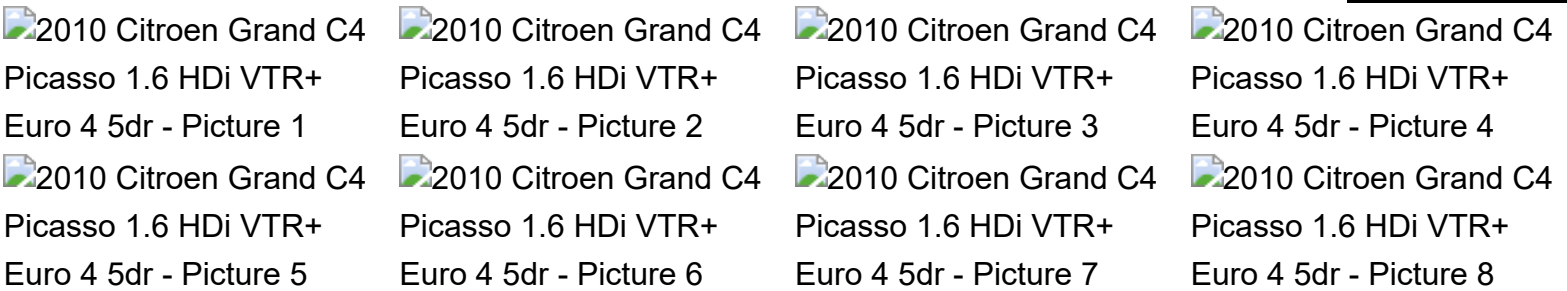 2010 Citroen Grand C4
Picasso 1.6 HDi VTR+
Euro 4 5dr - Picture 1
2010 Citroen Grand C4
Picasso 1.6 HDi VTR+
Euro 4 5dr - Picture 2
2010 Citroen Grand C4
Picasso 1.6 HDi VTR+
Euro 4 5dr - Picture 3
2010 Citroen Grand C4
Picasso 1.6 HDi VTR+
Euro 4 5dr - Picture 4
2010 Citroen Grand C4
Picasso 1.6 HDi VTR+
Euro 4 5dr - Picture 5
2010 Citroen Grand C4
Picasso 1.6 HDi VTR+
Euro 4 5dr - Picture 6
2010 Citroen Grand C4
Picasso 1.6 HDi VTR+
Euro 4 5dr - Picture 7
2010 Citroen Grand C4
Picasso 1.6 HDi VTR+
Euro 4 5dr - Picture 8